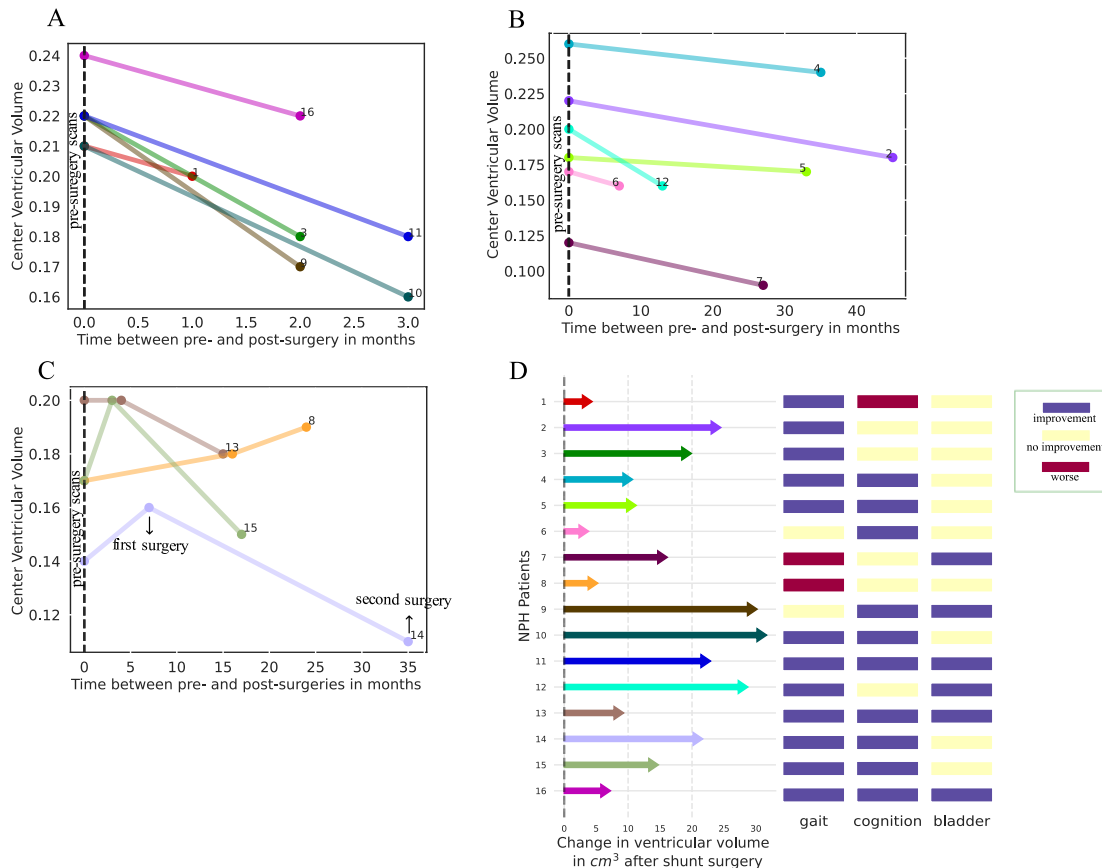 A
Center Ventricular Volume
0.24
0.23
0.22
0.21
0.20
0.19
0.18
0.17
0.16
pre-suregery scans
16
1
3
9
11
10
0.0 0.5 1.0 1.5 2.0 2.5 3.0
Time between pre- and post-surgery in months
B
Center Ventricular Volume
0.250
0.225
0.200
0.175
0.150
0.125
0.100
pre-suregery scans
4
2
5
6
12
7
0 10 20 30 40
Time between pre- and post-surgery in months
C
Center Ventricular Volume
0.20
0.18
0.16
0.14
0.12
pre-suregery scans
8
13
15
first surgery
second surgery
14
0 5 10 15 20 25 30 35
Time between pre- and post-surgeries in months
D
NPH Patients
1
2
3
4
5
6
7
8
9
10
11
12
13
14
15
16
0 5 10 15 20 25 30
Change in ventricular volume
in cm³ after shunt surgery
gait cognition bladder
improvement
no improvement
worse